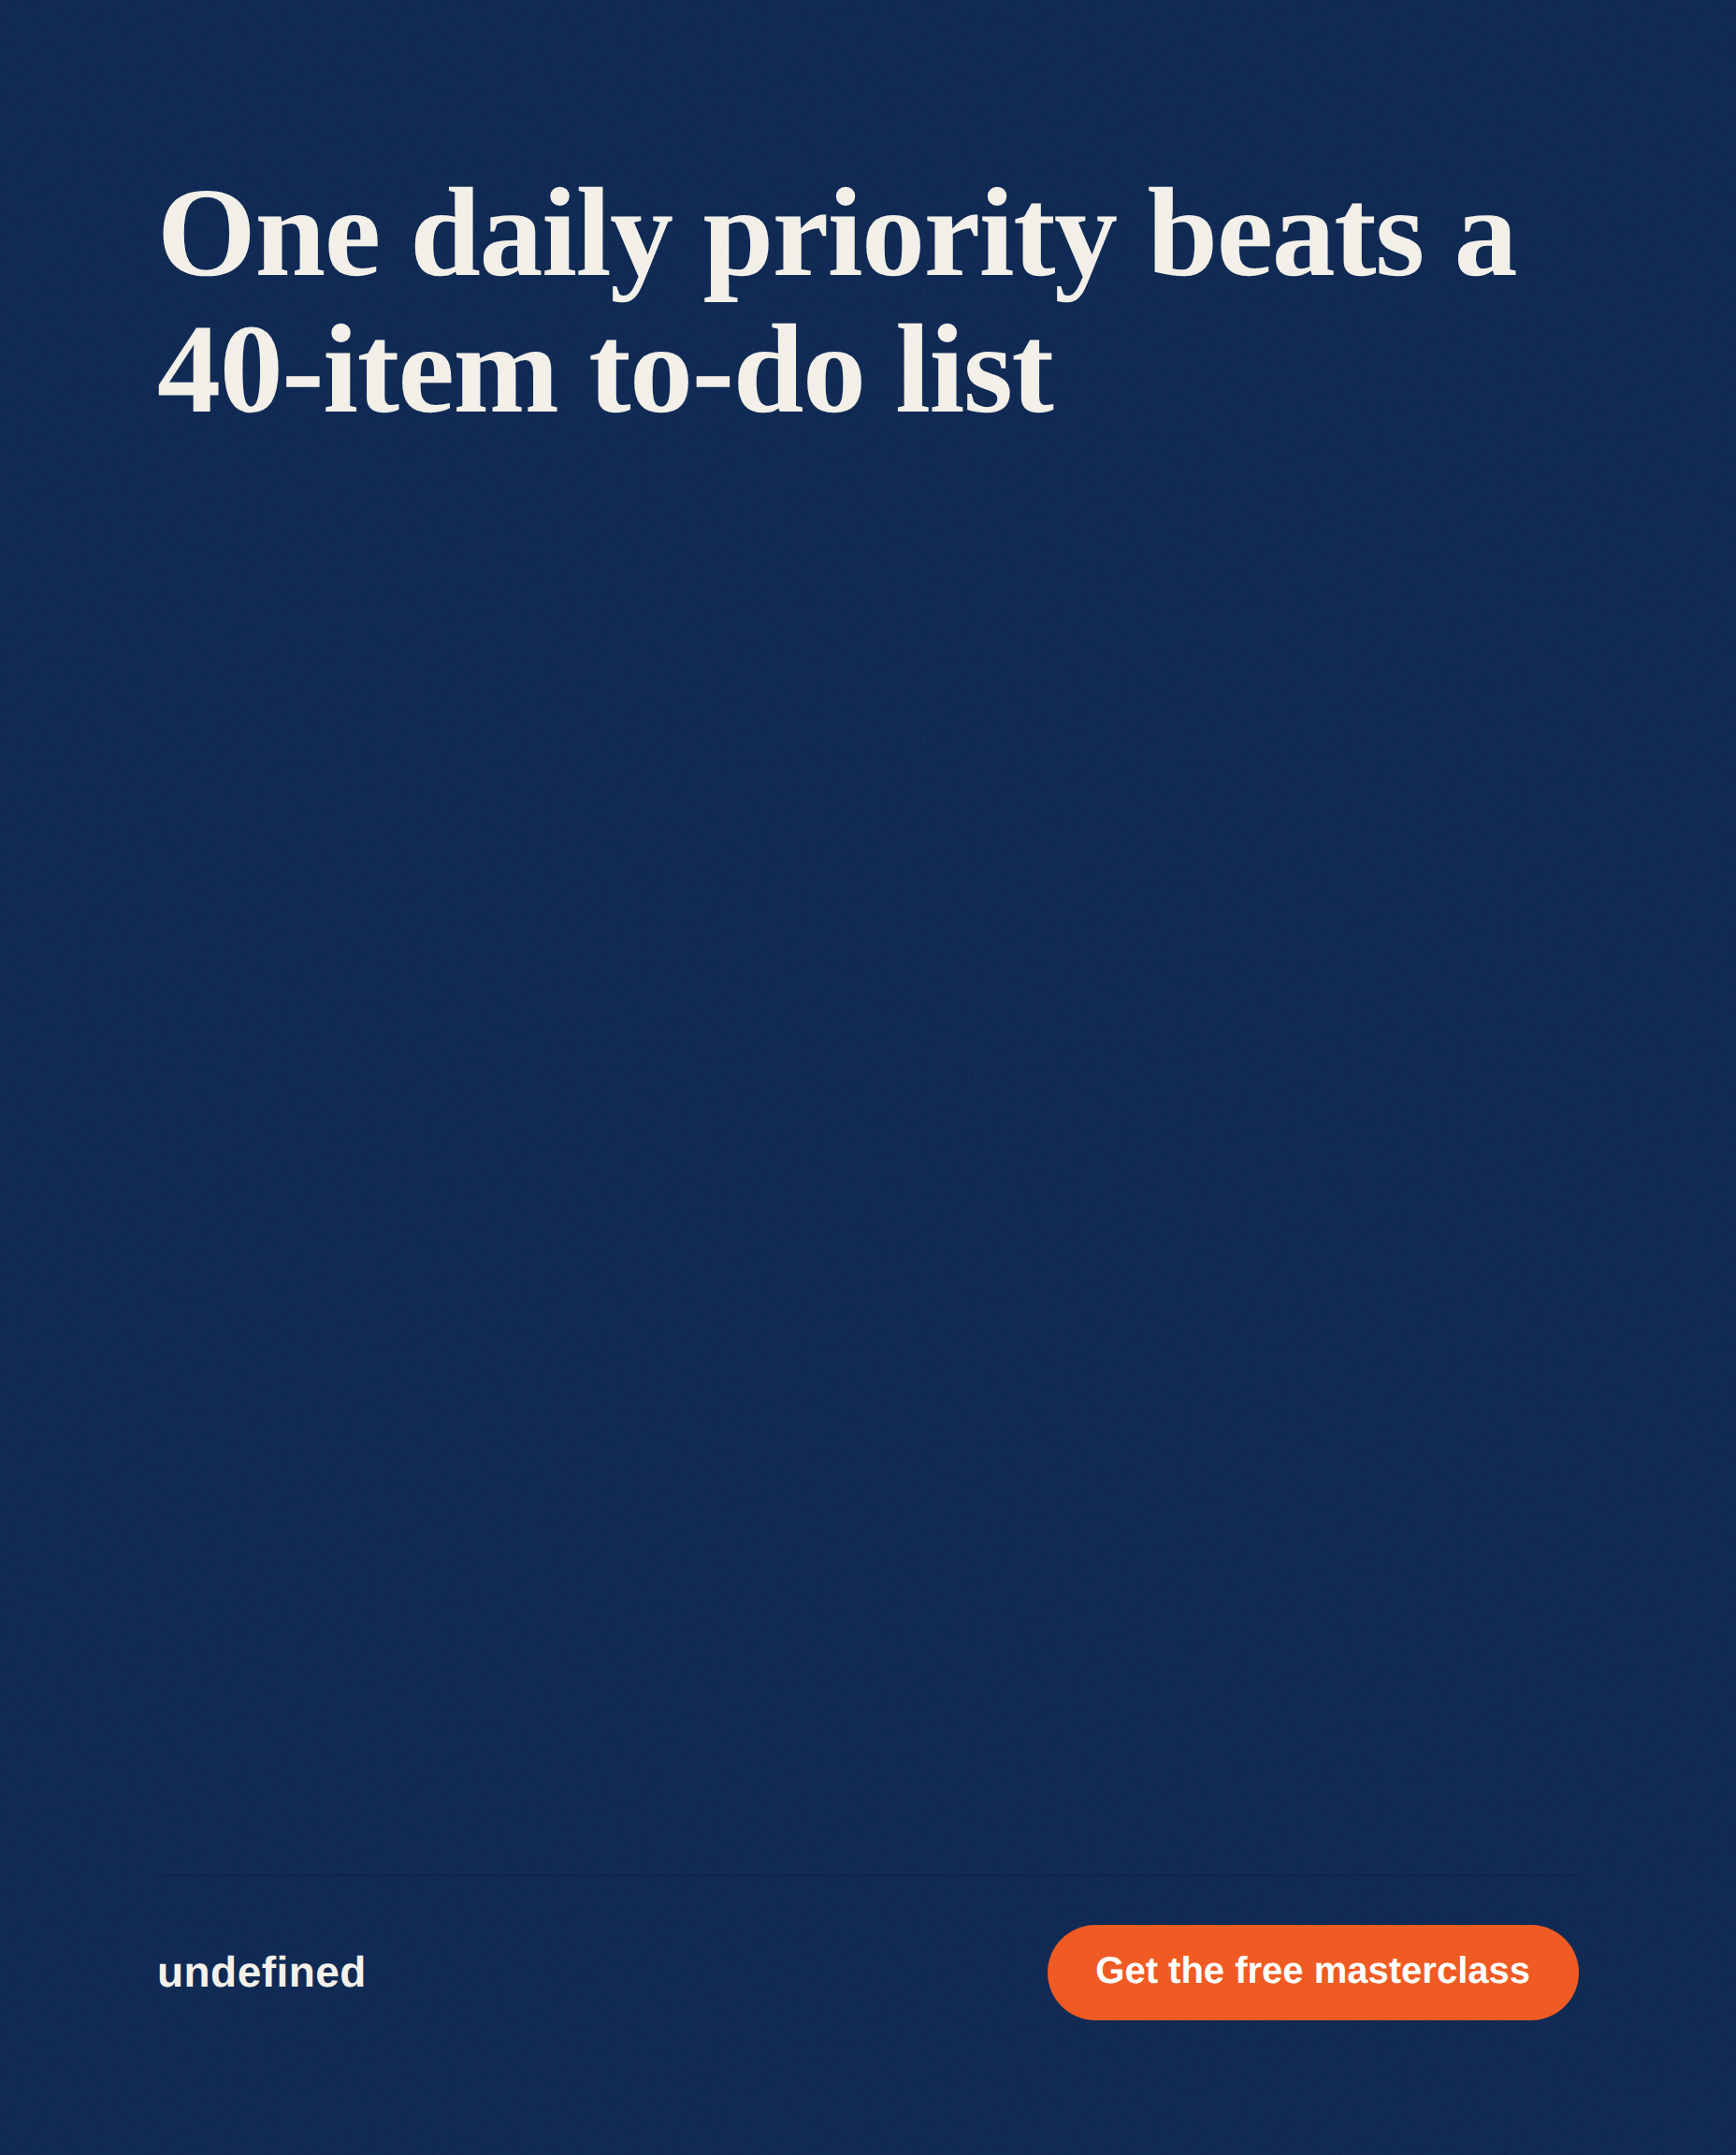 One daily priority beats a
40-item to-do list
undefined
Get the free masterclass